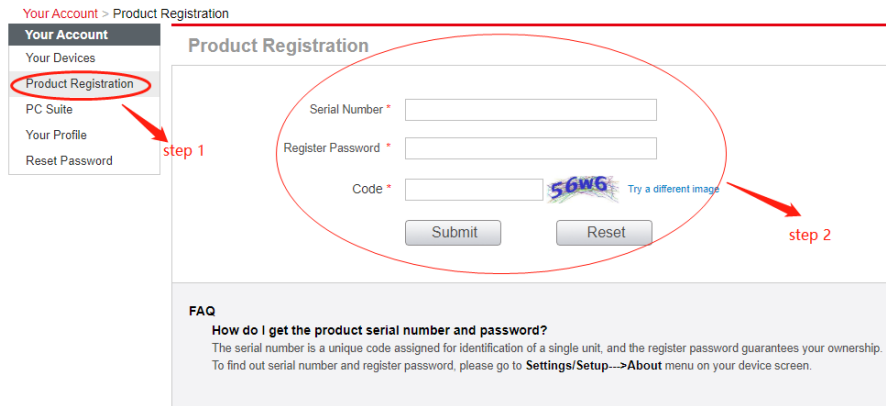 Your Account > Product Registration
Your Account
Your Devices
Product Registration
PC Suite
Your Profile
Reset Password
step 1
Product Registration
Serial Number *
Register Password *
Code *
56W6
Try a different image
Submit
Reset
step 2
FAQ
How do I get the product serial number and password?
The serial number is a unique code assigned for identification of a single unit, and the register password guarantees your ownership.
To find out serial number and register password, please go to Settings/Setup--->About menu on your device screen.